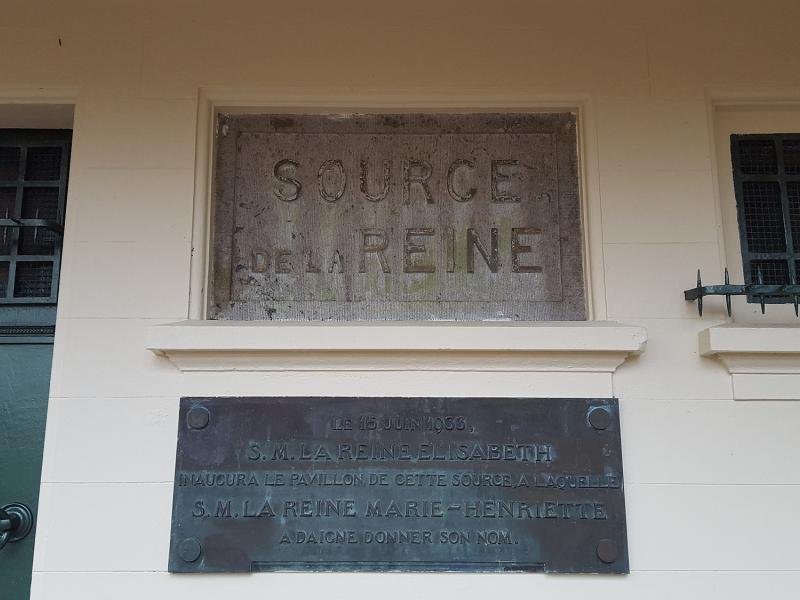 SOURCE
DE LA REINE
LE 15 JUIN 1933,
S.M. LA REINE ELISABETH
INAUGURA LE PAVILLON DE CETTE SOURCE, A LAQUELLE
S.M. LA REINE MARIE-HENRIETTE
A DAIGNE DONNER SON NOM.